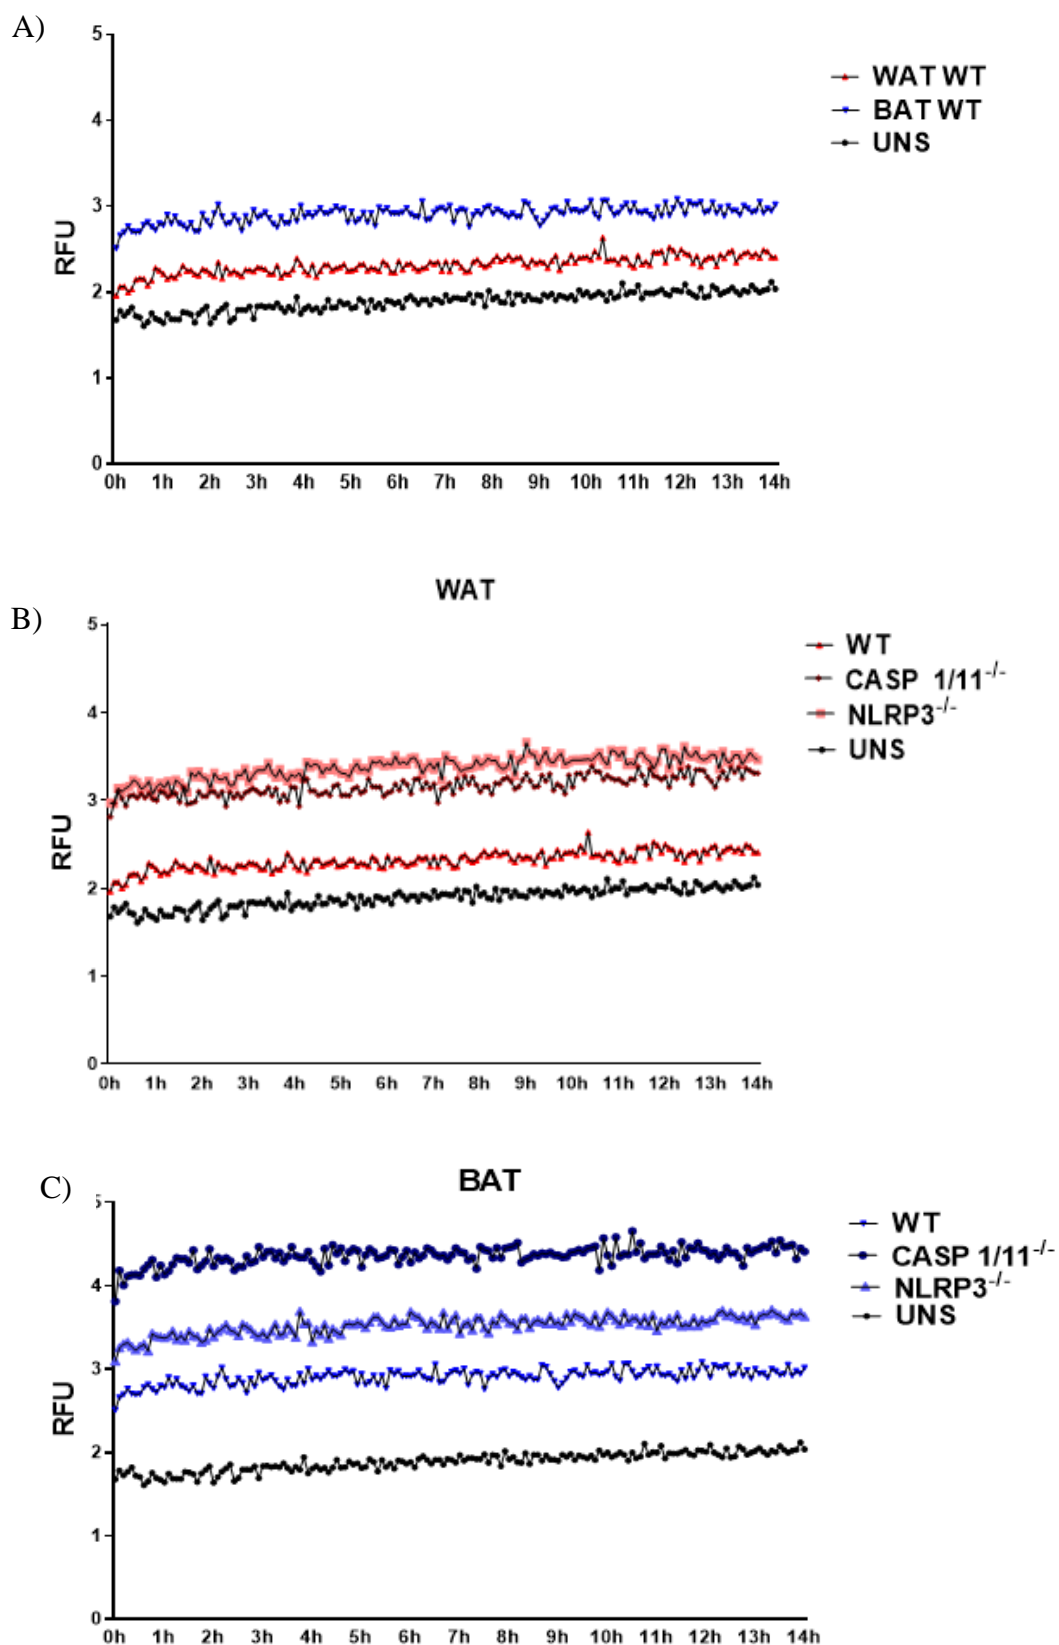 A)
5
4
3
2
1
0
RFU
0h 1h 2h 3h 4h 5h 6h 7h 8h 9h 10h 11h 12h 13h 14h
WAT WT
BAT WT
UNS
WAT
B)
5
4
3
2
1
0
RFU
0h 1h 2h 3h 4h 5h 6h 7h 8h 9h 10h 11h 12h 13h 14h
WT
CASP 1/11-/-
NLRP3-/-
UNS
BAT
C)
5
4
3
2
1
0
RFU
0h 1h 2h 3h 4h 5h 6h 7h 8h 9h 10h 11h 12h 13h 14h
WT
CASP 1/11-/-
NLRP3-/-
UNS